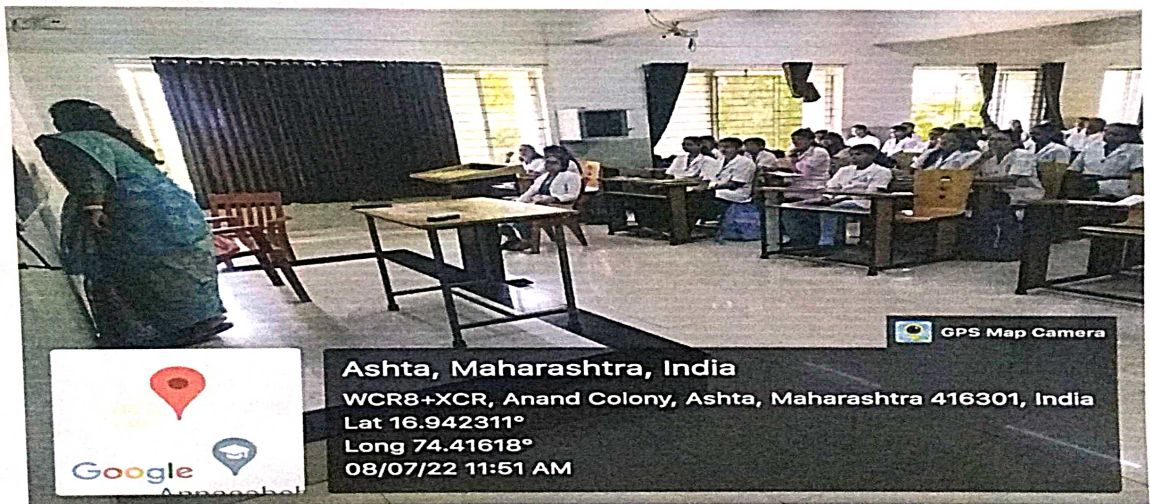 GPS Map Camera
Ashta, Maharashtra, India
WCR8+XCR, Anand Colony, Ashta, Maharashtra 416301, India
Lat 16.942311°
Long 74.41618°
08/07/22 11:51 AM
Google